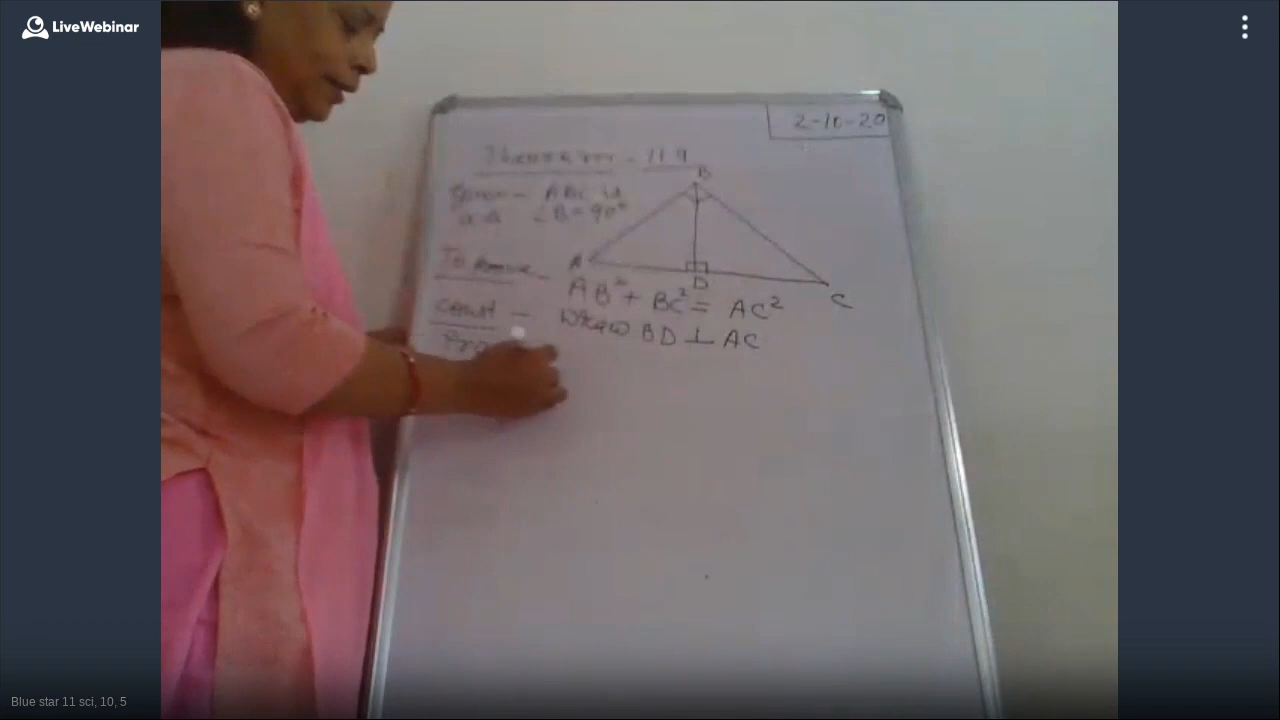 LiveWebinar
2-10-20
Theorem - 11.9
Given - ABC is
a Δ ∠B = 90°
B
A
D
C
To prove - AB² + BC² = AC²
Const - Draw BD ⊥ AC
Pro
Blue star 11 sci, 10, 5